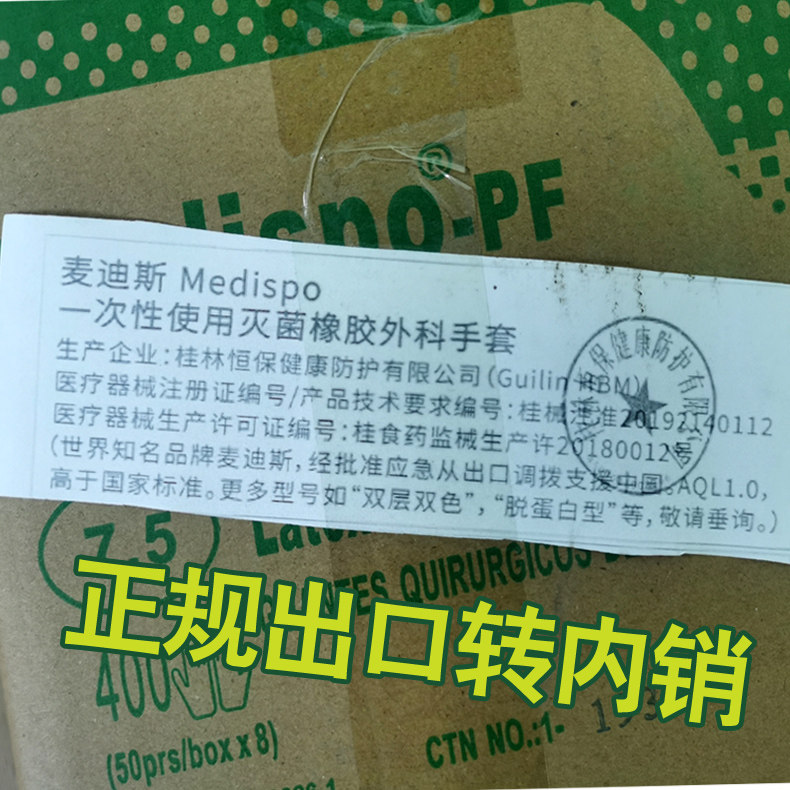 ®
-PF
麦迪斯 Medispo
一次性使用灭菌橡胶外科手套
生产企业:桂林恒保健康防护有限公司(Guilin HBM)
医疗器械注册证编号/产品技术要求编号:桂械注准20192140112
医疗器械生产许可证编号:桂食药监械生产许20180012号
(世界知名品牌麦迪斯,经批准应急从出口调拨支援中国。AQL1.0,
高于国家标准。更多型号如“双层双色”,“脱蛋白型”等,敬请垂询。)
7.5
QUIRURGICOS
正规出口转内销
400
(50prs/box x 8)
CTN NO.:1-